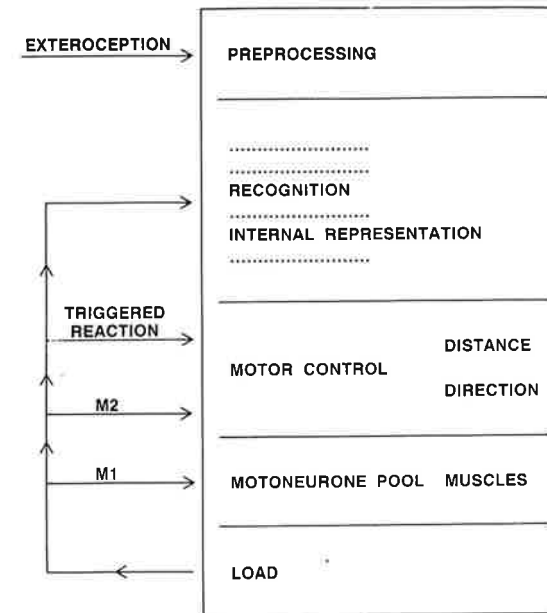 EXTEROCEPTION
PREPROCESSING
RECOGNITION
INTERNAL REPRESENTATION
TRIGGERED
REACTION
MOTOR CONTROL
DISTANCE
DIRECTION
M2
M1
MOTONEURONE POOL MUSCLES
LOAD